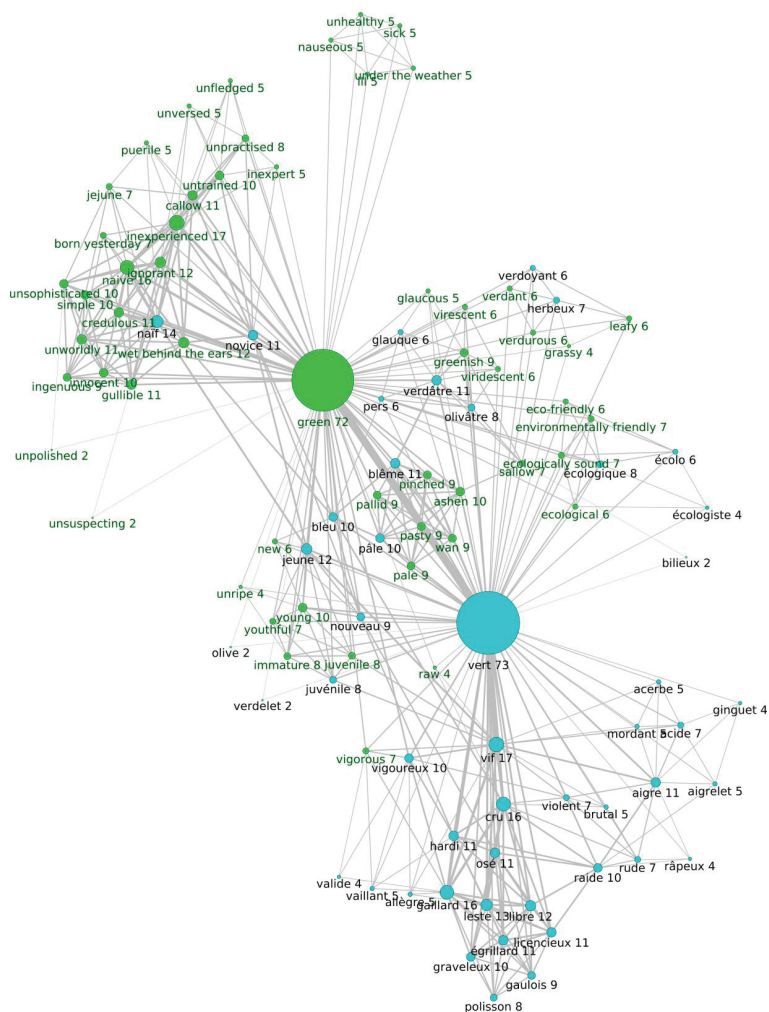 unhealthy 5
sick 5
nauseous 5
under the weather 5
ill 5
unfledged 5
unversed 5
unpractised 8
puerile 5
inexpert 5
untrained 10
jejune 7
callow 11
inexperienced 17
born yesterday 7
ignorant 12
naive 16
unsophisticated 10
simple 10
credulous 11
naïf 14
novice 11
unworldly 11
wet behind the ears 12
innocent 10
ingenuous 9
gullible 11
green 72
unpolished 2
unsuspecting 2
verdoyant 6
glaucous 5
verdant 6
herbeux 7
virescent 6
leafy 6
glauque 6
verdurous 6
grassy 4
greenish 9
viridescent 6
verdâtre 11
pers 6
olivâtre 8
eco-friendly 6
environmentally friendly 7
écolo 6
ecologically sound 7
sallow 7
écologique 8
blême 11
pinched 9
pallid 9
ashen 10
ecological 6
écologiste 4
bleu 10
pasty 9
pâle 10
wan 9
new 6
jeune 12
pale 9
bilieux 2
unripe 4
young 10
youthful 7
nouveau 9
olive 2
immature 8
juvenile 8
raw 4
vert 73
juvénile 8
verdelet 2
acerbe 5
ginguet 4
mordant 5
acide 7
vigorous 7
vif 17
vigoureux 10
aigre 11
aigrelet 5
violent 7
brutal 5
cru 16
hardi 11
osé 11
rude 7
râpeux 4
raide 10
valide 4
vaillant 5
allègre 5
gaillard 16
leste 13
libre 12
licencieux 11
égrillard 11
graveleux 10
gaulois 9
polisson 8